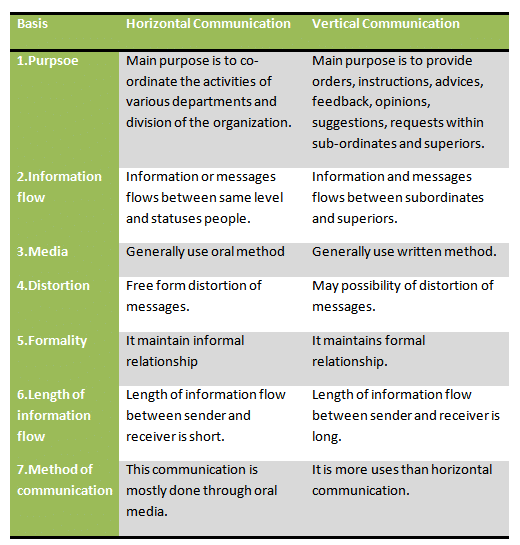 Basis Horizontal Communication Vertical Communication
1.Purpsoe
Main purpose is to co-
ordinate the activities of
various departments and
division of the organization.
Main purpose is to provide
orders, instructions, advices,
feedback, opinions,
suggestions, requests within
sub-ordinates and superiors.
2.Information
flow
Information or messages
flows between same level
and statuses people.
Information and messages
flows between subordinates
and superiors.
3.Media
Generally use oral method
Generally use written method.
4.Distortion
Free form distortion of
messages.
May possibility of distortion of
messages.
5.Formality
It maintain informal
relationship
It maintains formal
relationship.
6.Length of
information
flow
Length of information flow
between sender and
receiver is short.
Length of information flow
between sender and receiver is
long.
7.Method of
communication
This communication is
mostly done through oral
media.
It is more uses than horizontal
communication.